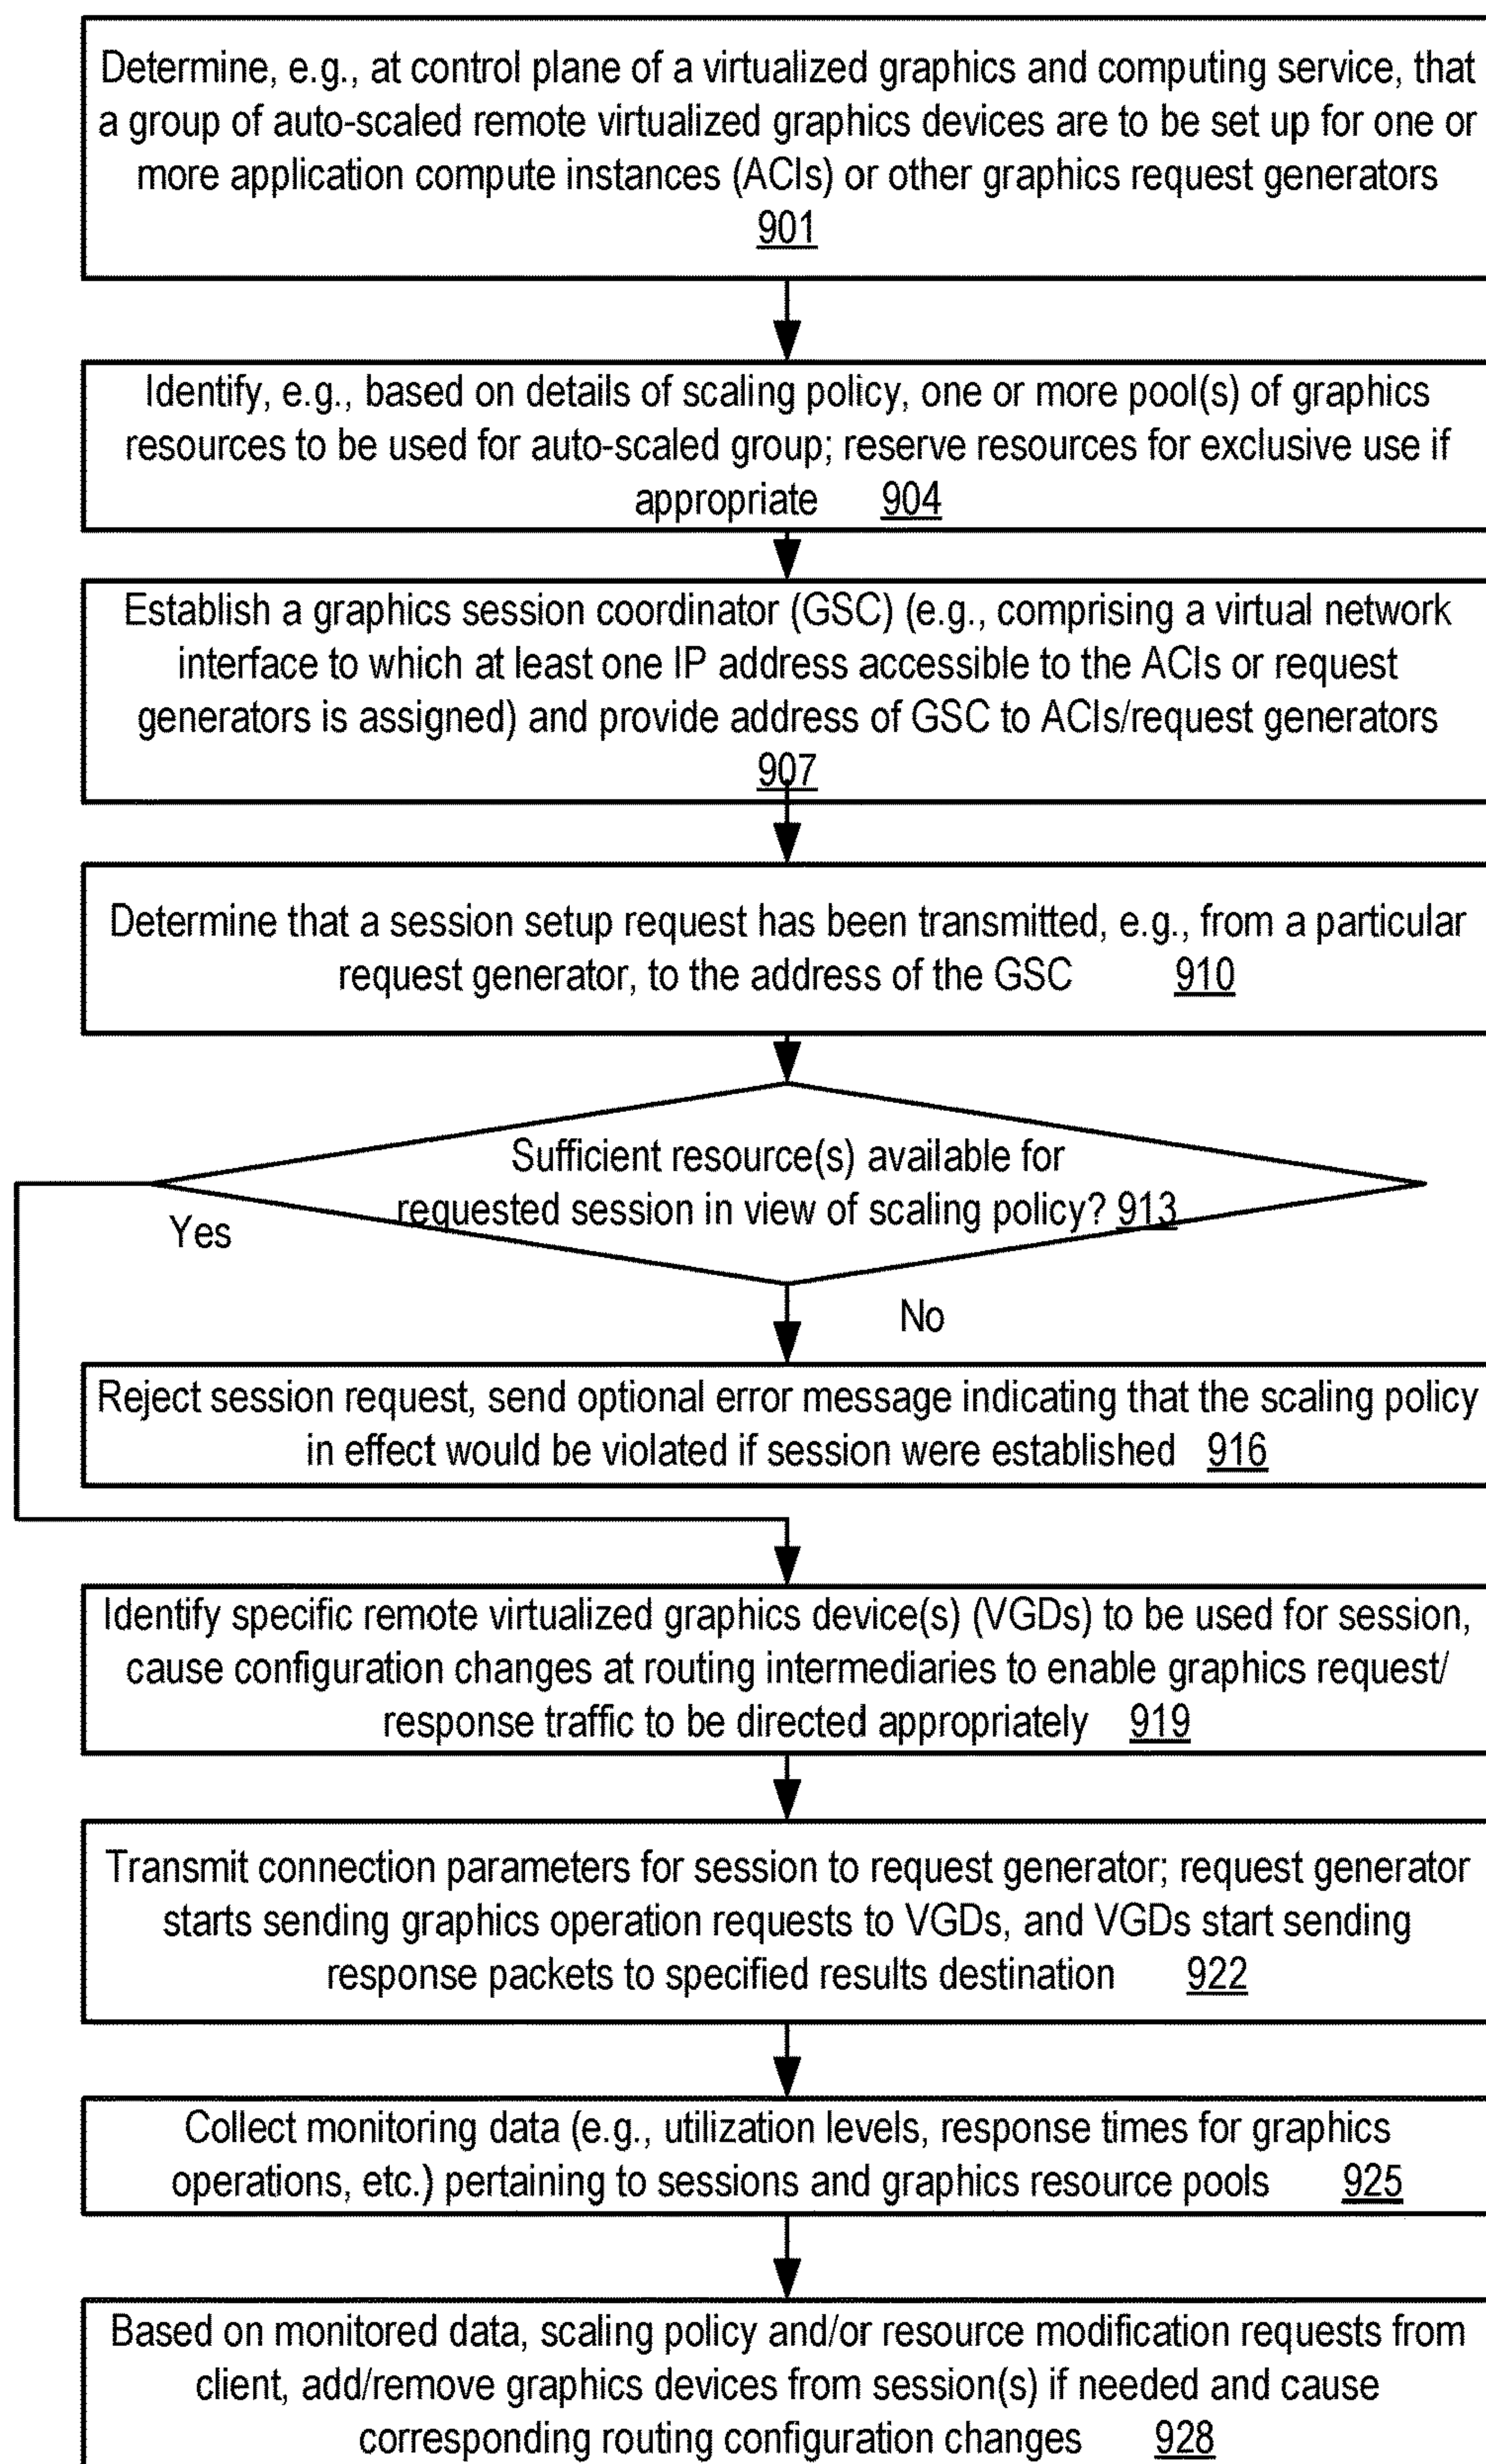 Determine, e.g., at control plane of a virtualized graphics and computing service, that
a group of auto-scaled remote virtualized graphics devices are to be set up for one or
more application compute instances (ACIs) or other graphics request generators
901
Identify, e.g., based on details of scaling policy, one or more pool(s) of graphics
resources to be used for auto-scaled group; reserve resources for exclusive use if
appropriate 904
Establish a graphics session coordinator (GSC) (e.g., comprising a virtual network
interface to which at least one IP address accessible to the ACIs or request
generators is assigned) and provide address of GSC to ACIs/request generators
907
Determine that a session setup request has been transmitted, e.g., from a particular
request generator, to the address of the GSC 910
Sufficient resource(s) available for
requested session in view of scaling policy? 913
Yes
No
Reject session request, send optional error message indicating that the scaling policy
in effect would be violated if session were established 916
Identify specific remote virtualized graphics device(s) (VGDs) to be used for session,
cause configuration changes at routing intermediaries to enable graphics request/
response traffic to be directed appropriately 919
Transmit connection parameters for session to request generator; request generator
starts sending graphics operation requests to VGDs, and VGDs start sending
response packets to specified results destination 922
Collect monitoring data (e.g., utilization levels, response times for graphics
operations, etc.) pertaining to sessions and graphics resource pools 925
Based on monitored data, scaling policy and/or resource modification requests from
client, add/remove graphics devices from session(s) if needed and cause
corresponding routing configuration changes 928